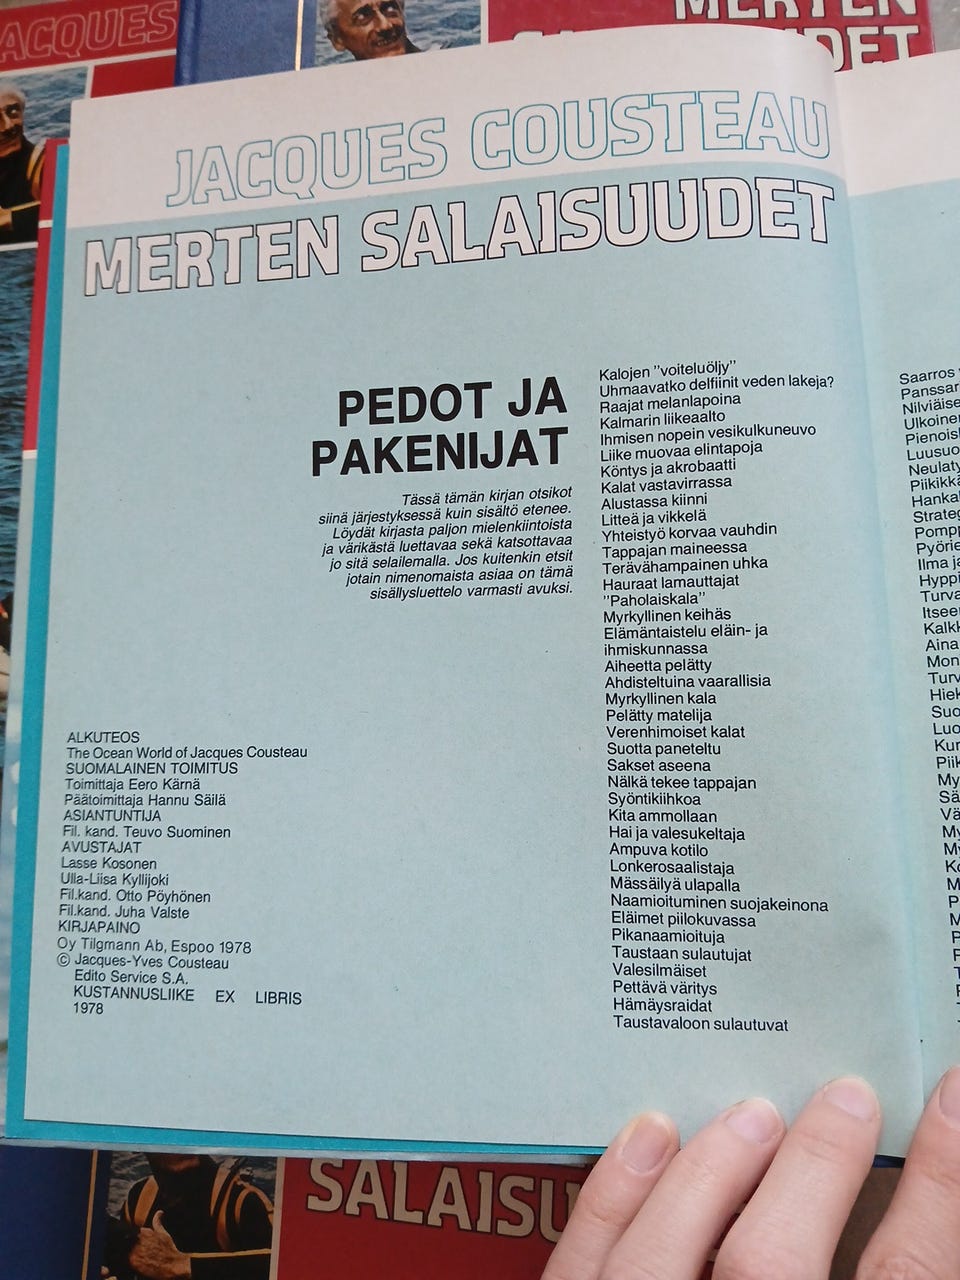 JACQUES
MERTEN
JACQUES COUSTEAU
MERTEN SALAISUUDET
PEDOT JA
PAKENIJAT
Tässä tämän kirjan otsikot
siinä järjestyksessä kuin sisältö etenee.
Löydät kirjasta paljon mielenkiintoista
ja värikästä luettavaa sekä katsottavaa
jo sitä selailemalla. Jos kuitenkin etsit
jotain nimenomaista asiaa on tämä
sisällysluettelo varmasti avuksi.
ALKUTEOS
The Ocean World of Jacques Cousteau
SUOMALAINEN TOIMITUS
Toimittaja Eero Kärnä
Päätoimittaja Hannu Säilä
ASIANTUNTIJA
Fil. kand. Teuvo Suominen
AVUSTAJAT
Lasse Kosonen
Ulla-Liisa Kyllijoki
Fil.kand. Otto Pöyhönen
Fil.kand. Juha Valste
KIRJAPAINO
Oy Tilgmann Ab, Espoo 1978
© Jacques-Yves Cousteau
Edito Service S.A.
KUSTANNUSLIIKE EX LIBRIS
1978
Kalojen "voiteluöljy"
Uhmaavatko delfiinit veden lakeja?
Raajat melanlapoina
Kalmarin liikeaalto
Ihmisen nopein vesikulkuneuvo
Liike muovaa elintapoja
Köntys ja akrobaatti
Kalat vastavirrassa
Alustassa kiinni
Litteä ja vikkelä
Yhteistyö korvaa vauhdin
Tappajan maineessa
Terävähampainen uhka
Hauraat lamauttajat
"Paholaiskala"
Myrkyllinen keihäs
Elämäntaistelu eläin- ja
ihmiskunnassa
Aiheetta pelätty
Ahdisteltuina vaarallisia
Myrkyllinen kala
Pelätty matelija
Verenhimoiset kalat
Suotta paneteltu
Sakset aseena
Nälkä tekee tappajan
Syöntikiihkoa
Kita ammollaan
Hai ja valesukeltaja
Ampuva kotilo
Lonkerosaalistaja
Mässäilyä ulapalla
Naamioituminen suojakeinona
Eläimet piilokuvassa
Pikanaamioituja
Taustaan sulautujat
Valesilmäiset
Pettävä väritys
Hämäysraidat
Taustavaloon sulautuvat
Saarros